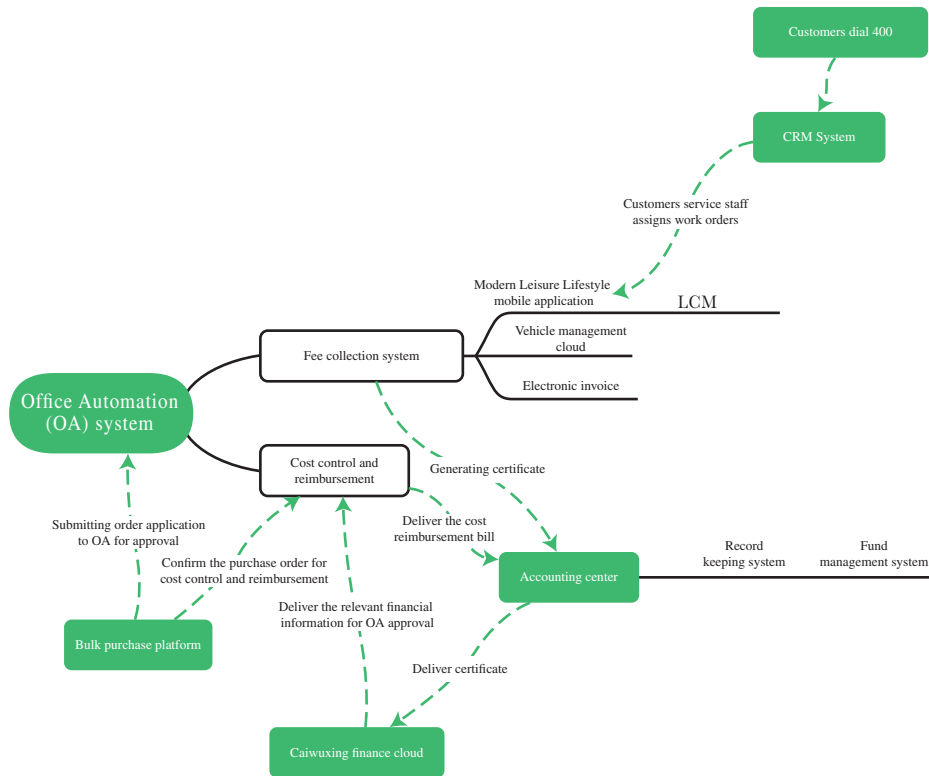 Customers dial 400
CRM System
Customers service staff
assigns work orders
Modern Leisure Lifestyle
mobile application
LCM
Vehicle management
cloud
Fee collection system
Electronic invoice
Office Automation
(OA) system
Cost control and
reimbursement
Generating certificate
Submitting order application
to OA for approval
Deliver the cost
reimbursement bill
Confirm the purchase order for
cost control and reimbursement
Record
keeping system
Fund
management system
Accounting center
Deliver the relevant financial
information for OA approval
Bulk purchase platform
Deliver certificate
Caiwuxing finance cloud